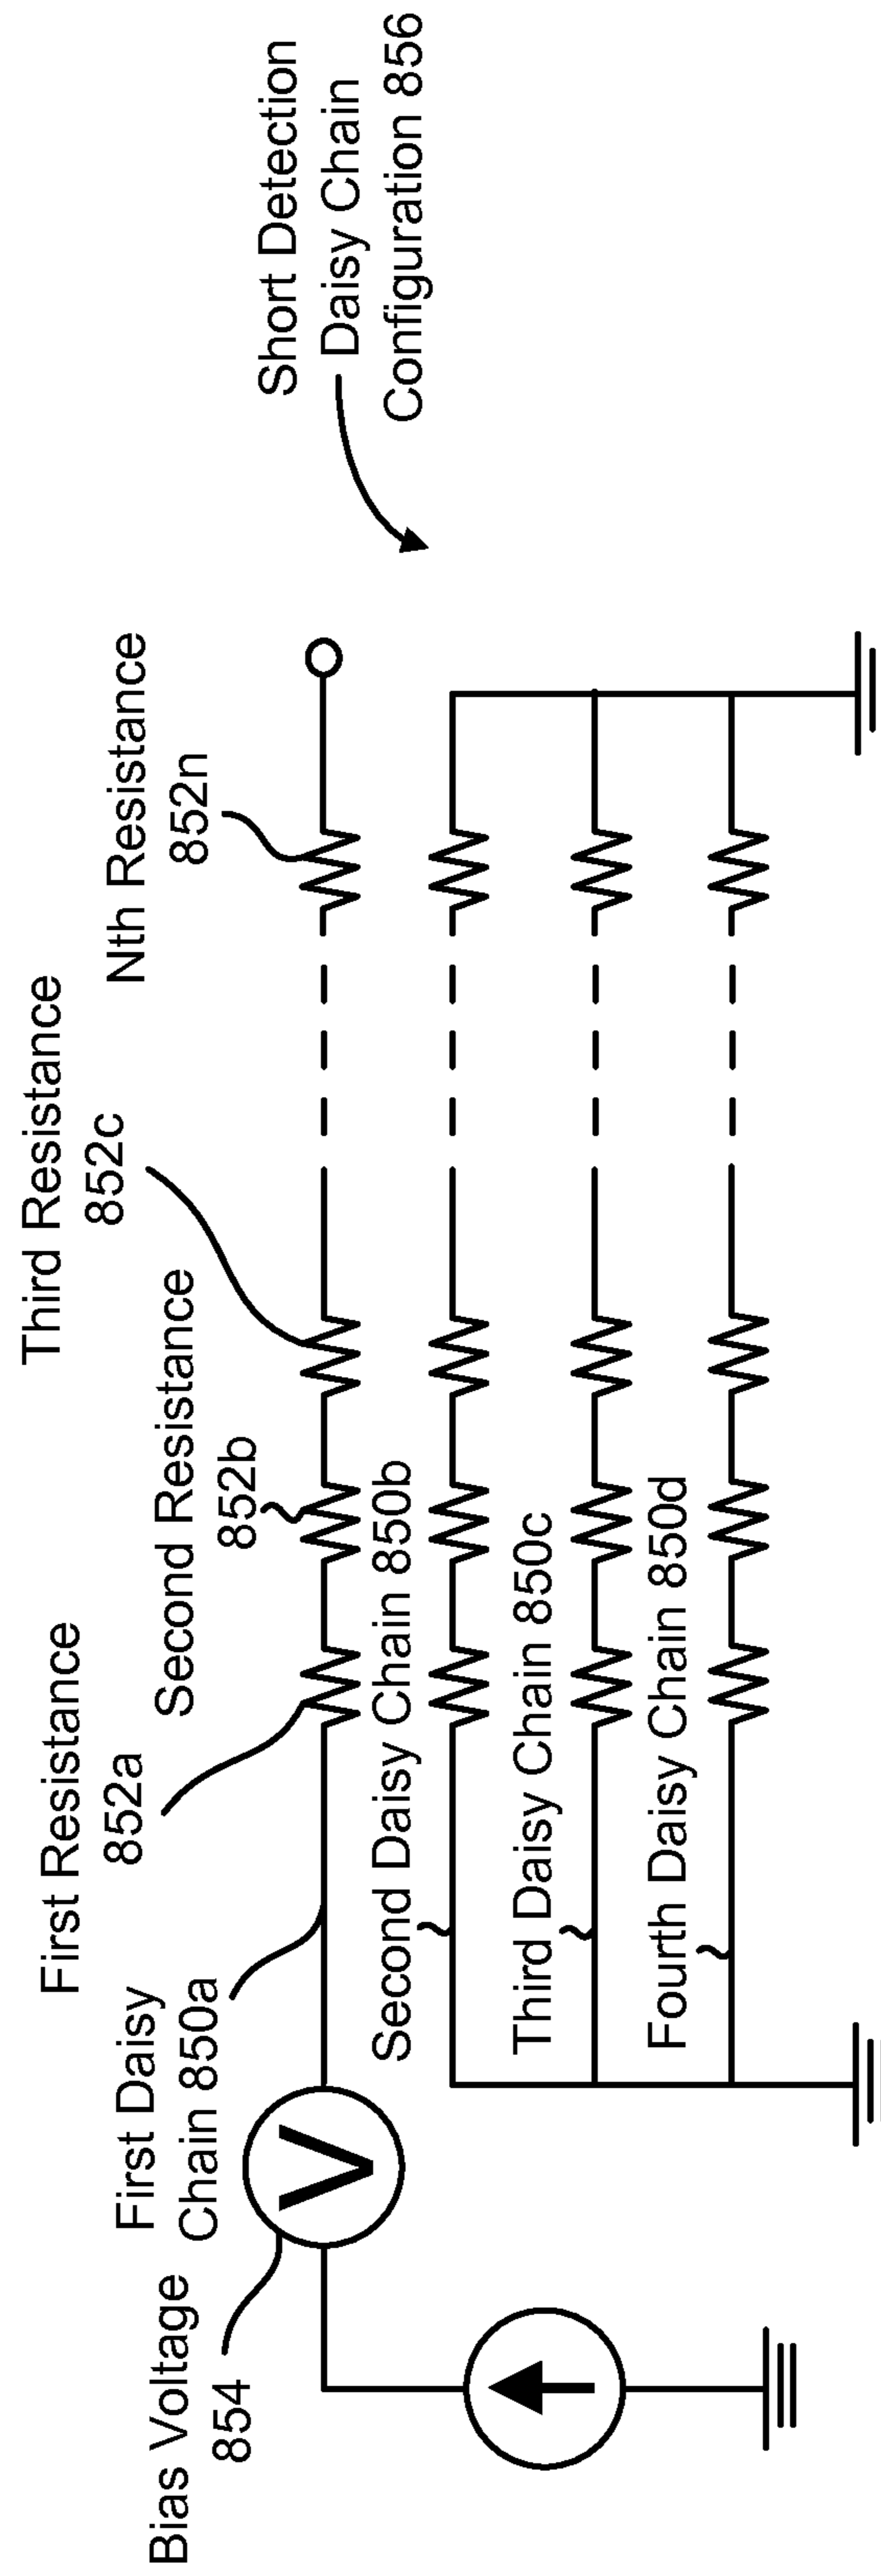 Bias Voltage
854
First Daisy
Chain 850a
First Resistance
852a
Second Resistance
852b
Third Resistance
852c
Nth Resistance
852n
Short Detection
Daisy Chain
Configuration 856
V
Second Daisy Chain 850b
Third Daisy Chain 850c
Fourth Daisy Chain 850d